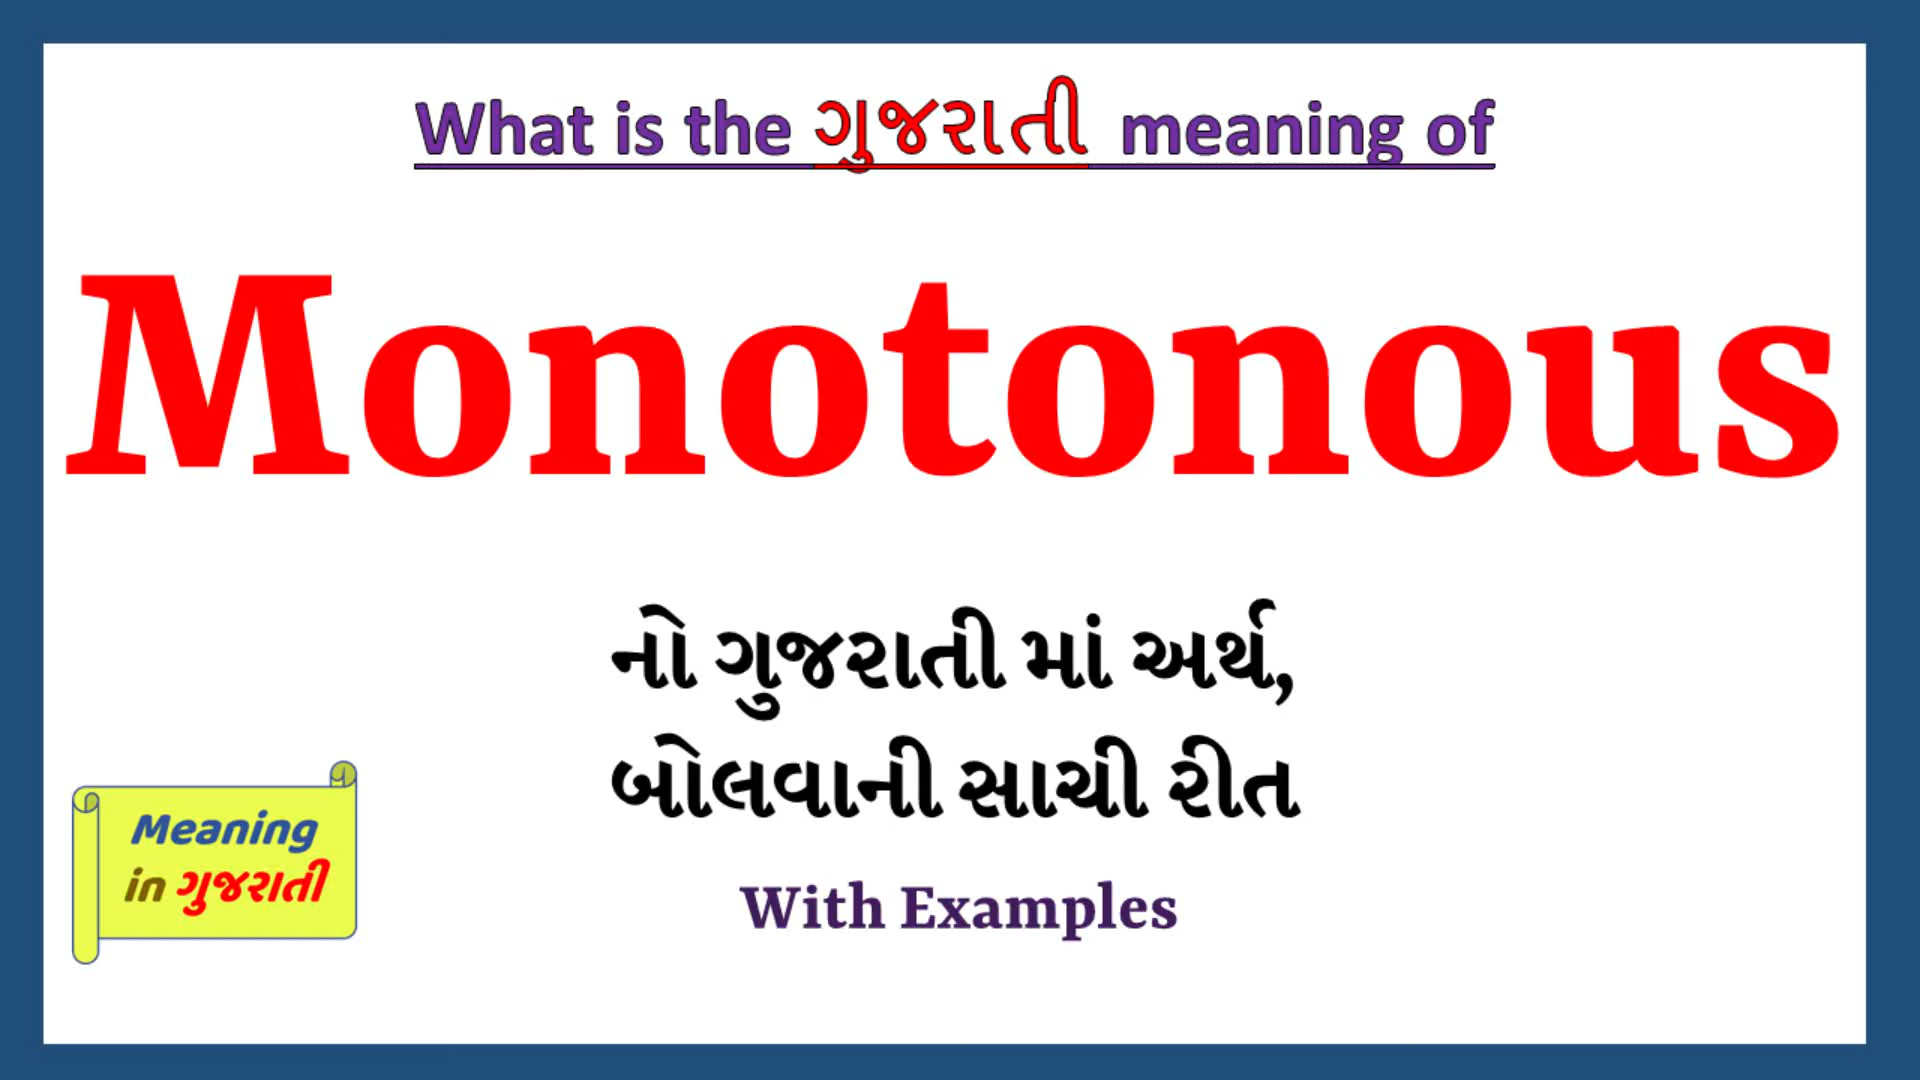 What is the ગુજરાતી meaning of
Monotonous
નો ગુજરાતી માં અર્થ,
બોલવાની સાચી રીત
With Examples
Meaning
in ગુજરાતી